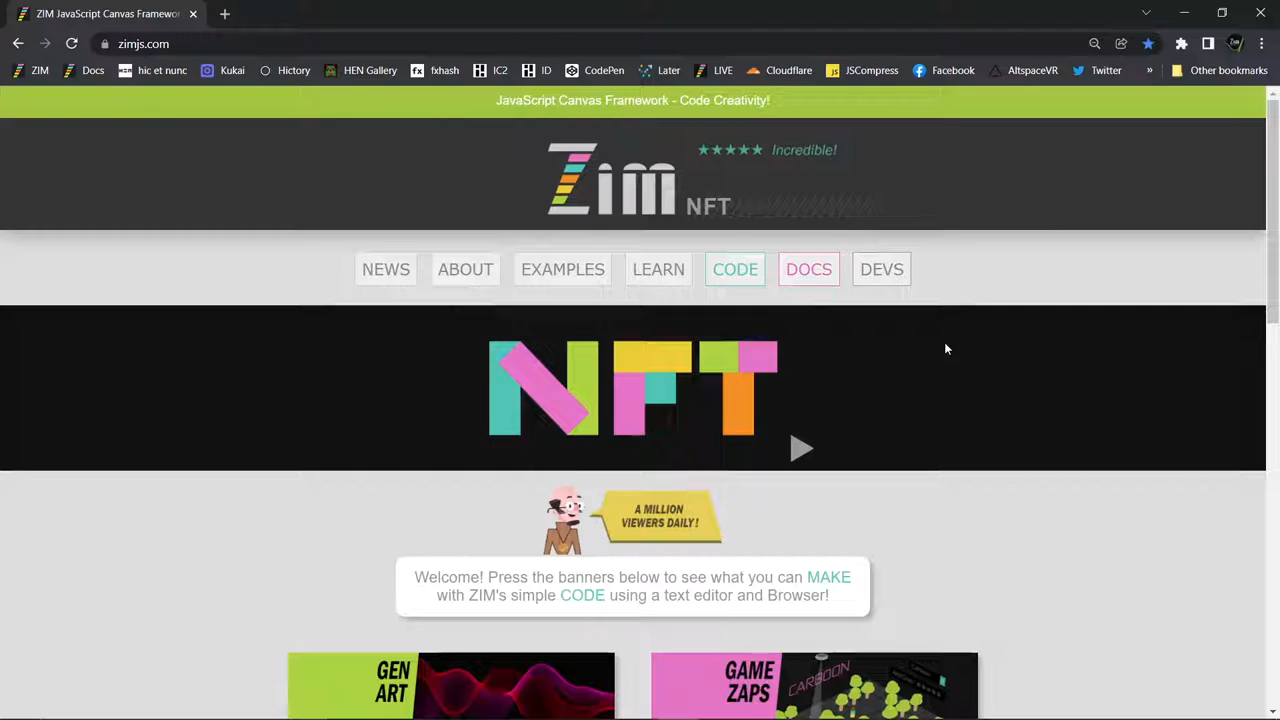 ZIM JavaScript Canvas Framewor
zimjs.com
ZIM Docs hic et nunc Kukai Hictory HEN Gallery fxhash IC2 ID CodePen Later LIVE Cloudflare JSCompress Facebook AltspaceVR Twitter » Other bookmarks
JavaScript Canvas Framework - Code Creativity!
★★★★★ Incredible!
Zim NFT
NEWS ABOUT EXAMPLES LEARN CODE DOCS DEVS
NFT
A MILLION
VIEWERS DAILY!
Welcome! Press the banners below to see what you can MAKE
with ZIM's simple CODE using a text editor and Browser!
GEN
ART
GAME
ZAPS
CARBOON